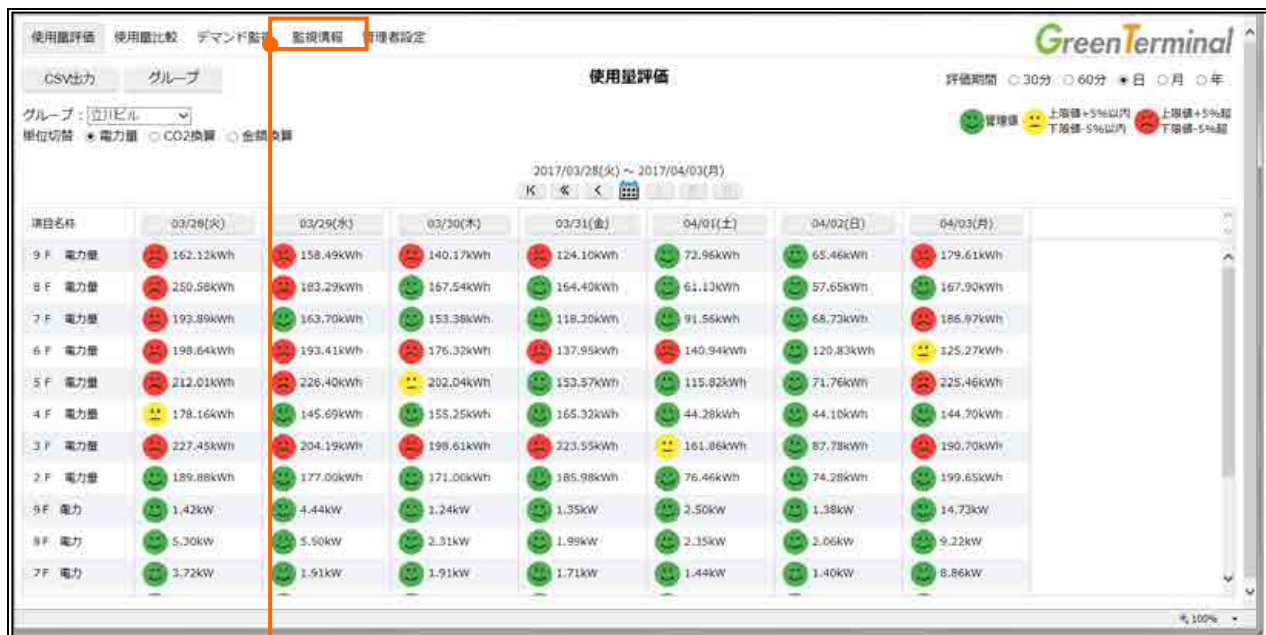 使用量評価 使用量比較 デマンド監視 監視情報 管理者設定
GreenTerminal
CSV出力 グループ 使用量評価 評価期間 30分 60分 日 月 年
グループ：立川ビル
単位切替 電力量 CO2換算 金額換算
管理値 上限値+5%以内 下限値-5%以内 上限値+5%超 下限値-5%超
2017/03/28(火) ～ 2017/04/03(月)
項目名称 03/28(火) 03/29(水) 03/30(木) 03/31(金) 04/01(土) 04/02(日) 04/03(月)
9F 電力量 162.12kWh 158.49kWh 140.17kWh 124.10kWh 72.96kWh 65.46kWh 179.61kWh
8F 電力量 250.58kWh 183.29kWh 167.54kWh 164.40kWh 61.13kWh 57.65kWh 167.90kWh
7F 電力量 193.89kWh 163.70kWh 153.38kWh 118.20kWh 91.56kWh 68.73kWh 186.97kWh
6F 電力量 198.64kWh 193.41kWh 176.32kWh 137.95kWh 140.94kWh 120.83kWh 125.27kWh
5F 電力量 212.01kWh 226.40kWh 202.04kWh 153.57kWh 115.82kWh 71.76kWh 225.46kWh
4F 電力量 178.16kWh 145.69kWh 155.25kWh 165.32kWh 44.28kWh 44.10kWh 144.70kWh
3F 電力量 227.45kWh 204.19kWh 198.61kWh 223.55kWh 161.86kWh 87.78kWh 190.70kWh
2F 電力量 189.88kWh 177.00kWh 171.00kWh 185.98kWh 76.46kWh 74.28kWh 199.65kWh
9F 電力 1.42kW 4.44kW 1.24kW 1.35kW 2.50kW 1.38kW 14.73kW
8F 電力 5.30kW 5.50kW 2.31kW 1.99kW 2.35kW 2.06kW 9.22kW
7F 電力 3.72kW 1.91kW 1.91kW 1.71kW 1.44kW 1.40kW 8.86kW
100%